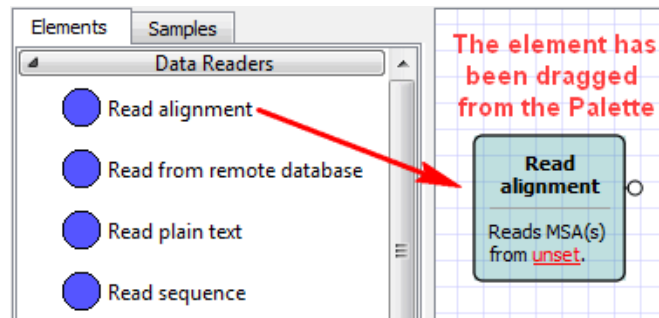 Elements
Samples
Data Readers
Read alignment
Read from remote database
Read plain text
Read sequence
The element has
been dragged
from the Palette
Read
alignment
Reads MSA(s)
from unset.